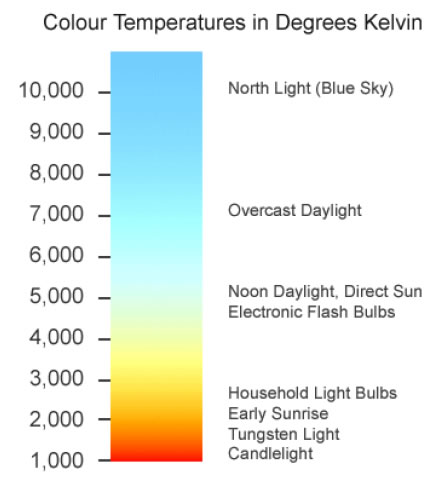 Colour Temperatures in Degrees Kelvin
10,000 North Light (Blue Sky)
9,000
8,000
7,000 Overcast Daylight
6,000
5,000 Noon Daylight, Direct Sun
Electronic Flash Bulbs
4,000
3,000
Household Light Bulbs
2,000 Early Sunrise
Tungsten Light
1,000 Candlelight